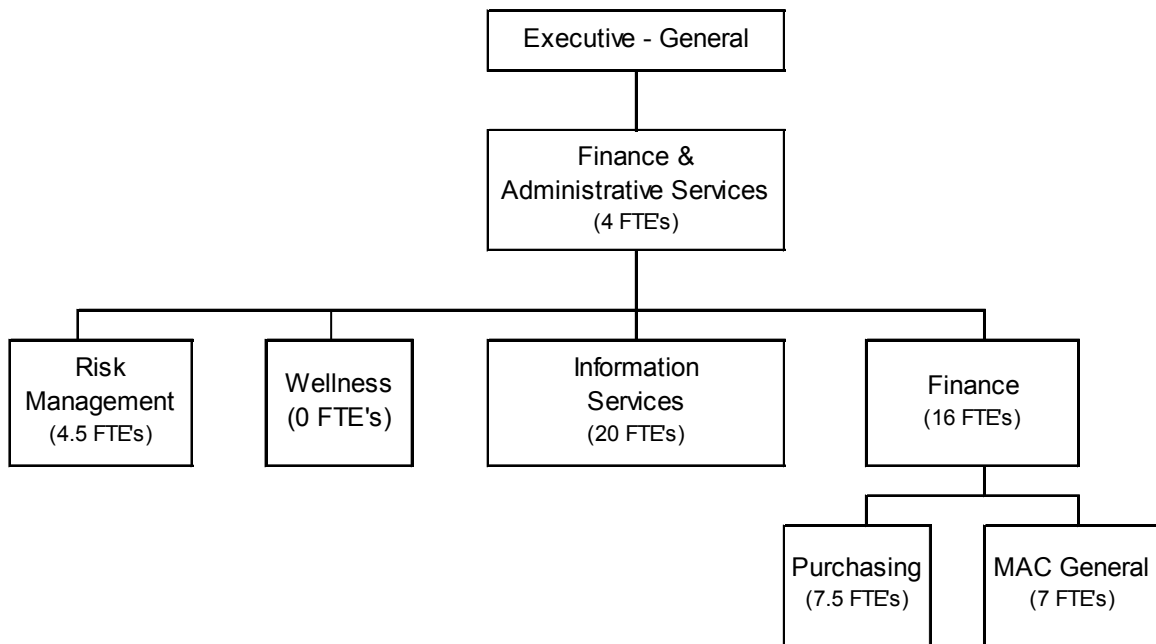 Executive - General
Finance &
Administrative Services
(4 FTE's)
Risk
Management
(4.5 FTE's)
Wellness
(0 FTE's)
Information
Services
(20 FTE's)
Finance
(16 FTE's)
Purchasing
(7.5 FTE's)
MAC General
(7 FTE's)